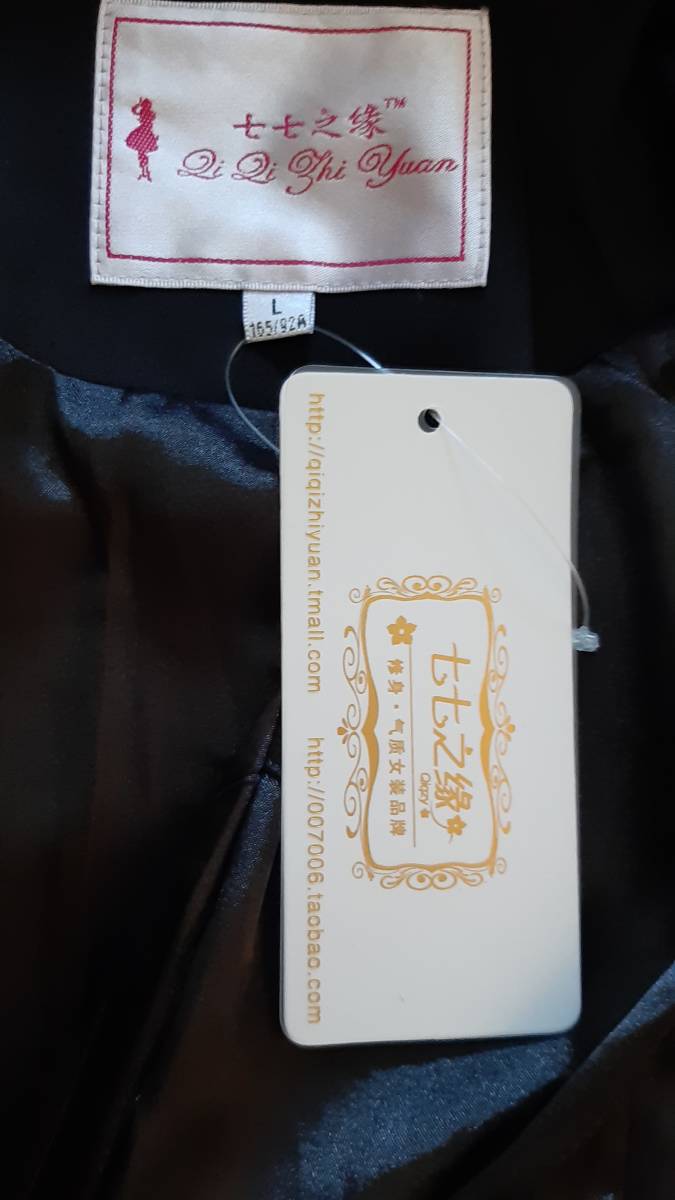 七七之缘™
Qi Qi Zhi Yuan
L
165/92A
七七之缘
Qiqzy
修身·气质女装品牌
http://qiqizhiyuan.tmall.com http://007006.taobao.com